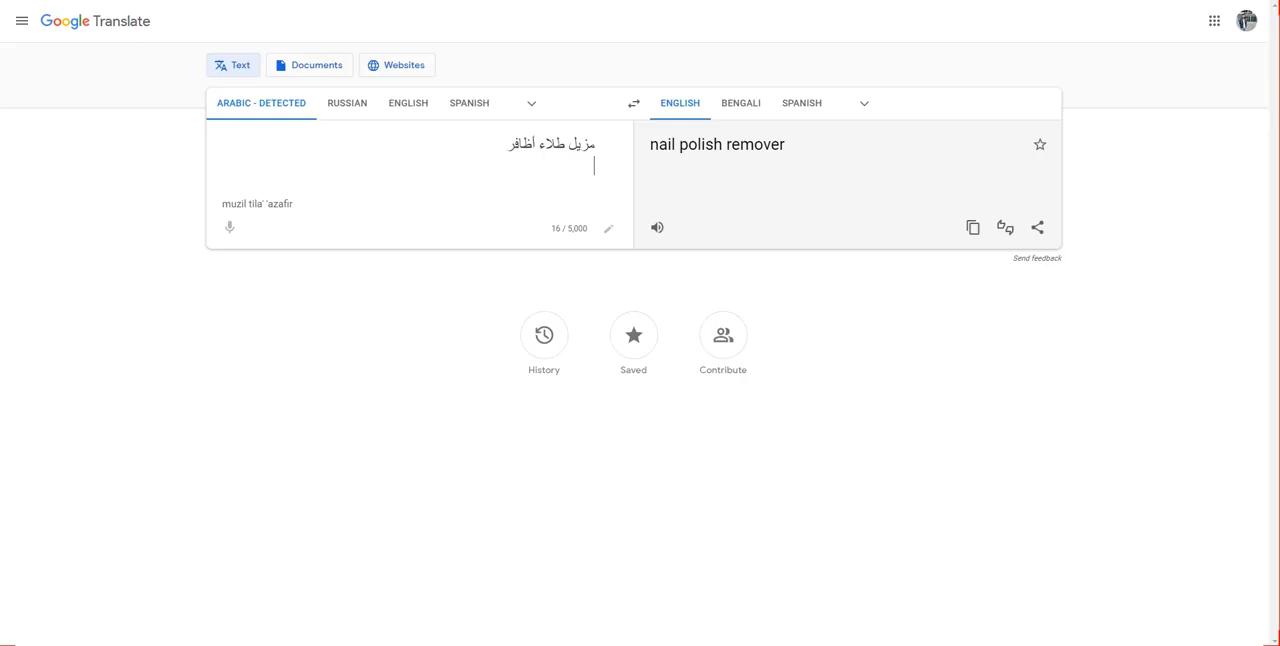 Google Translate
Text
Documents
Websites
ARABIC - DETECTED
RUSSIAN
ENGLISH
SPANISH
ENGLISH
BENGALI
SPANISH
مزيل طلاء أظافر
nail polish remover
muzil tila' 'azafir
16 / 5,000
Send feedback
History
Saved
Contribute